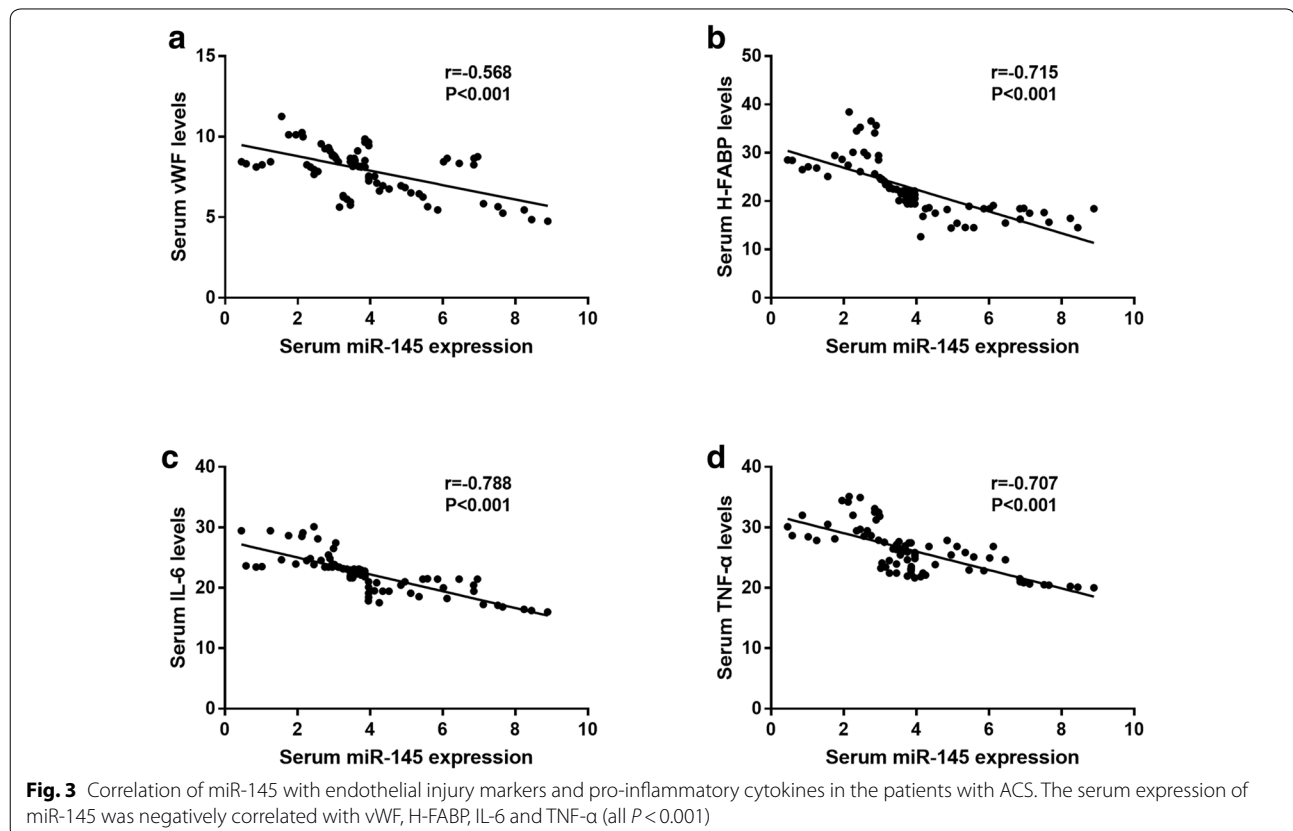 a
15
10
5
0
Serum vWF levels
r=-0.568
P<0.001
0 2 4 6 8 10
Serum miR-145 expression
b
50
40
30
20
10
0
Serum H-FABP levels
r=-0.715
P<0.001
0 2 4 6 8 10
Serum miR-145 expression
c
40
30
20
10
0
Serum IL-6 levels
r=-0.788
P<0.001
0 2 4 6 8 10
Serum miR-145 expression
d
40
30
20
10
0
Serum TNF-α levels
r=-0.707
P<0.001
0 2 4 6 8 10
Serum miR-145 expression
Fig. 3 Correlation of miR-145 with endothelial injury markers and pro-inflammatory cytokines in the patients with ACS. The serum expression of
miR-145 was negatively correlated with vWF, H-FABP, IL-6 and TNF-α (all P < 0.001)